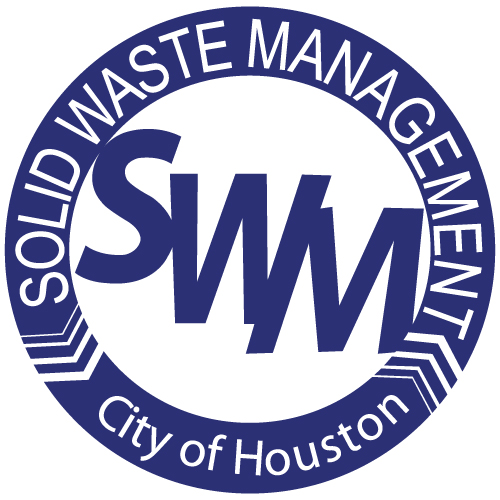 SOLID WASTE MANAGEMENT
SWM
City of Houston